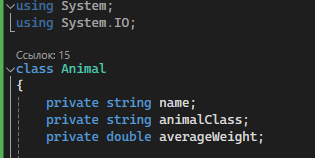 using System;
using System.IO;
Ссылок: 15
class Animal
{
private string name;
private string animalClass;
private double averageWeight;